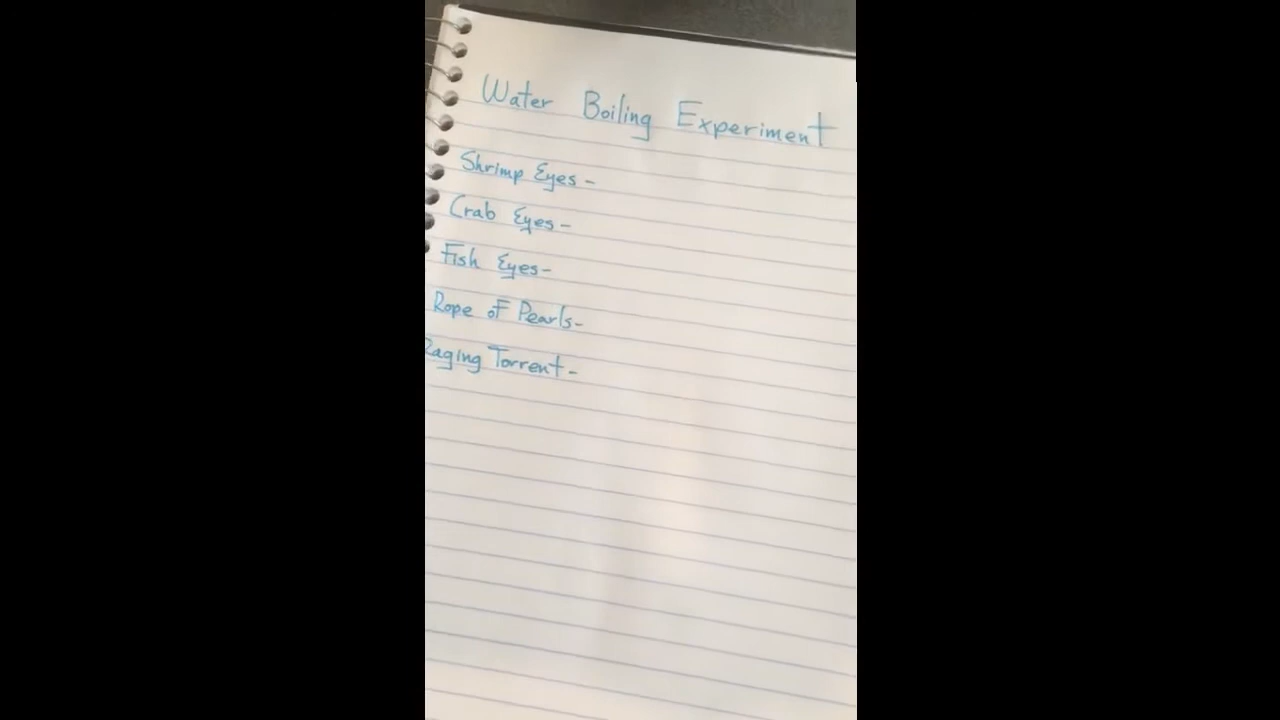 Water Boiling Experiment
Shrimp Eyes -
Crab Eyes -
Fish Eyes -
Rope of Pearls -
Raging Torrent -